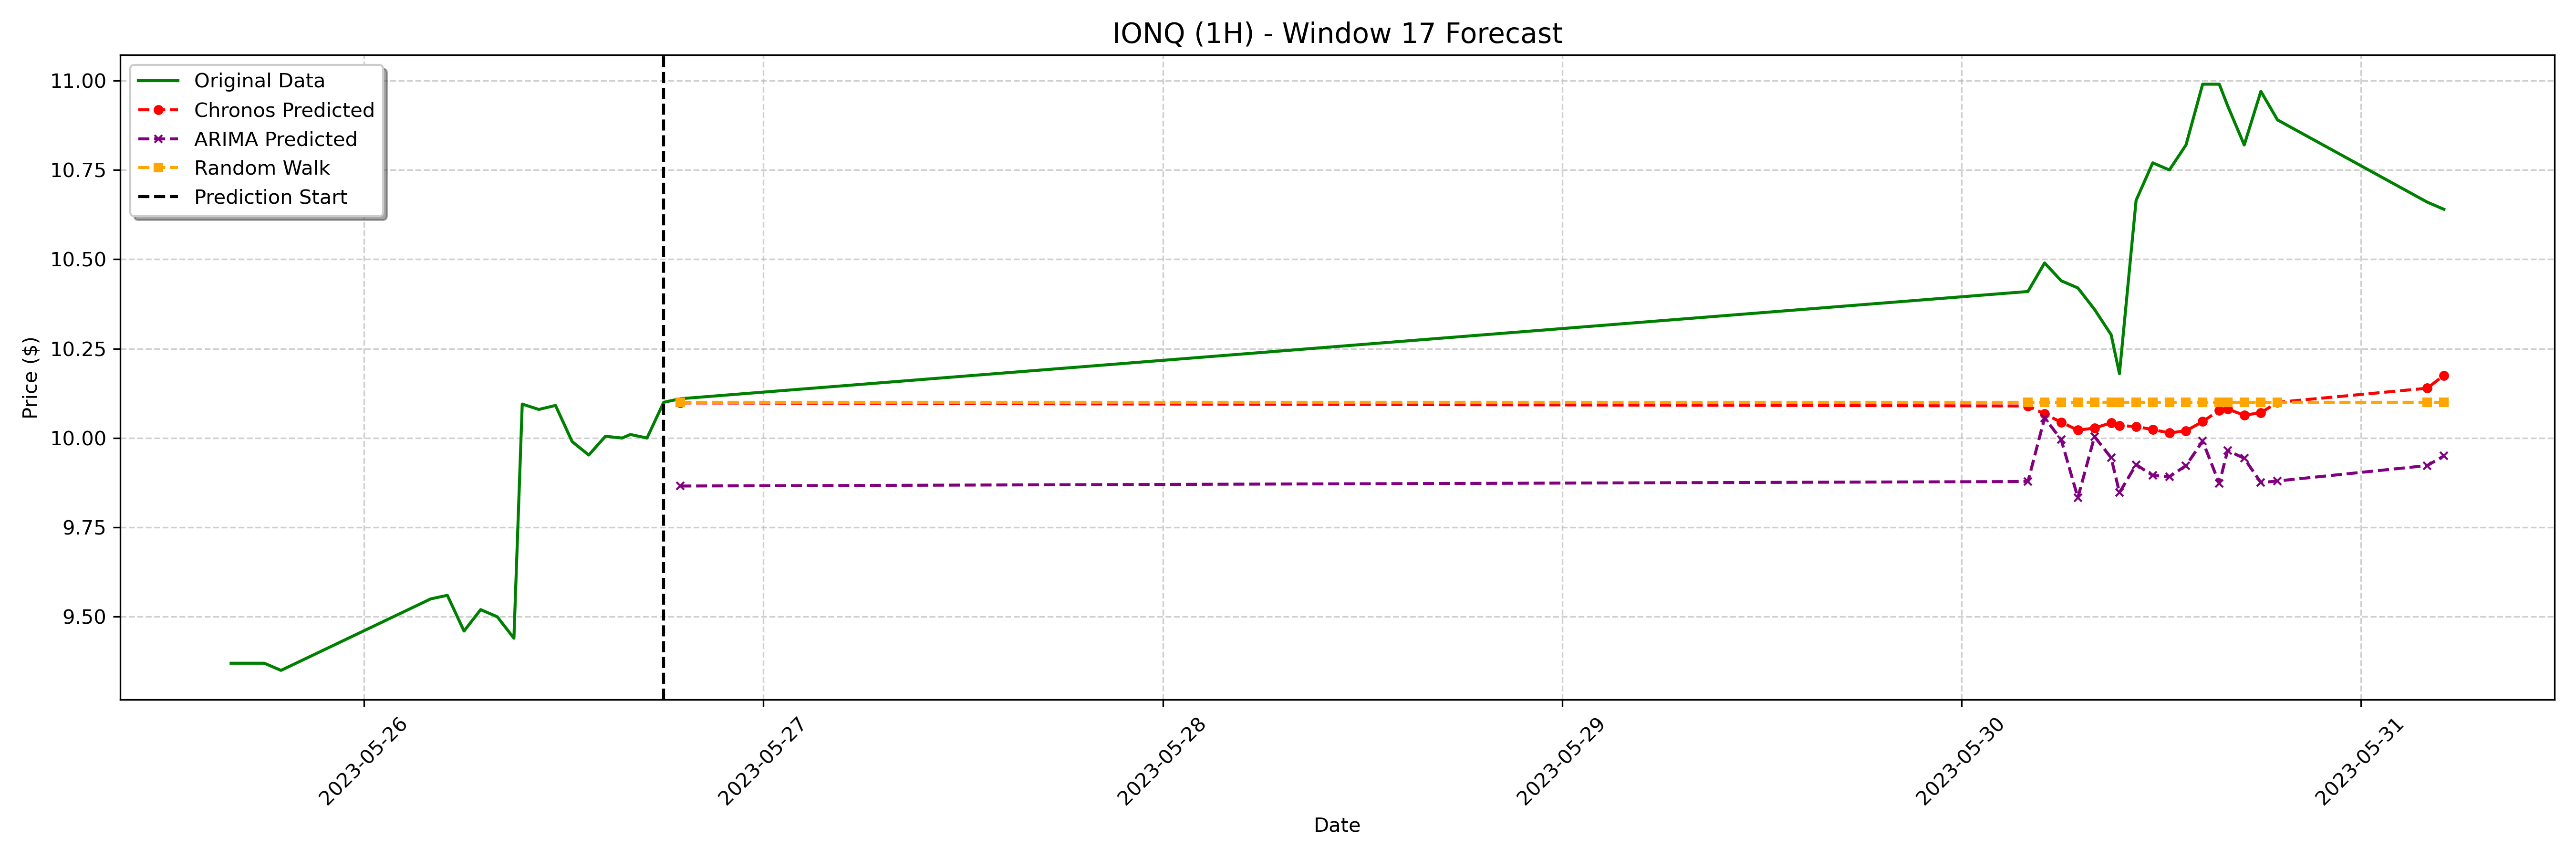 IONQ (1H) - Window 17 Forecast
Original Data
Chronos Predicted
ARIMA Predicted
Random Walk
Prediction Start
Price ($)
11.00
10.75
10.50
10.25
10.00
9.75
9.50
2023-05-26
2023-05-27
2023-05-28
2023-05-29
2023-05-30
2023-05-31
Date